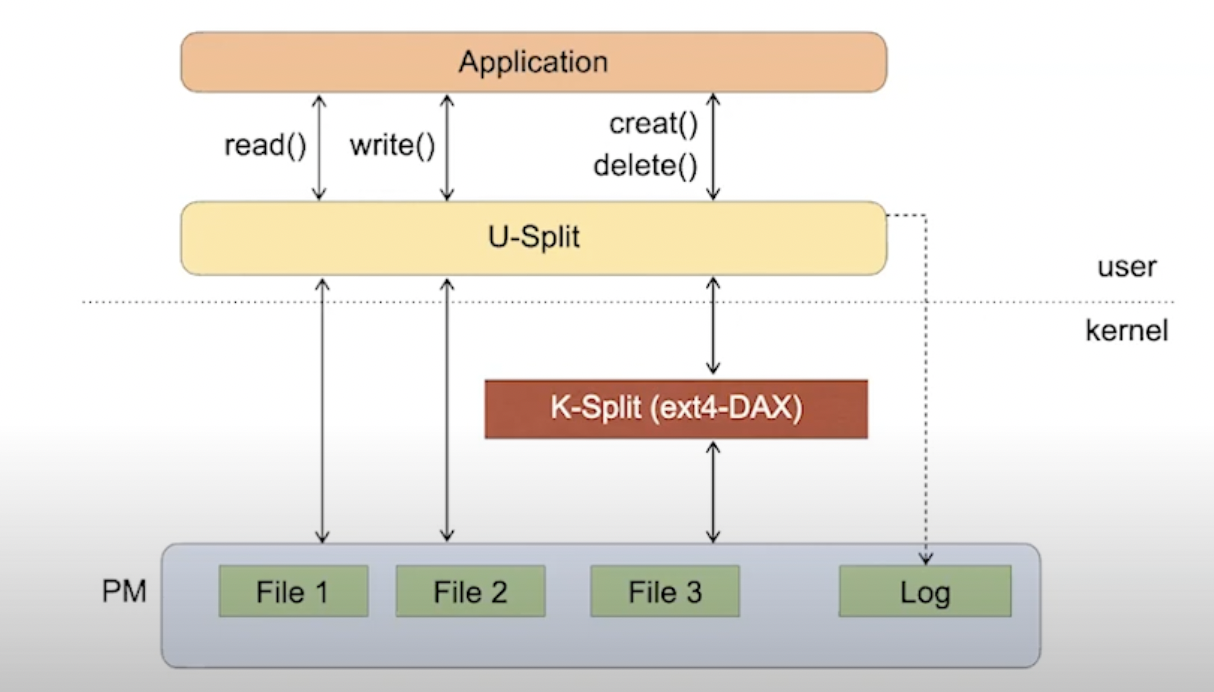 Application
read()
write()
creat()
delete()
U-Split
user
kernel
K-Split (ext4-DAX)
PM
File 1
File 2
File 3
Log